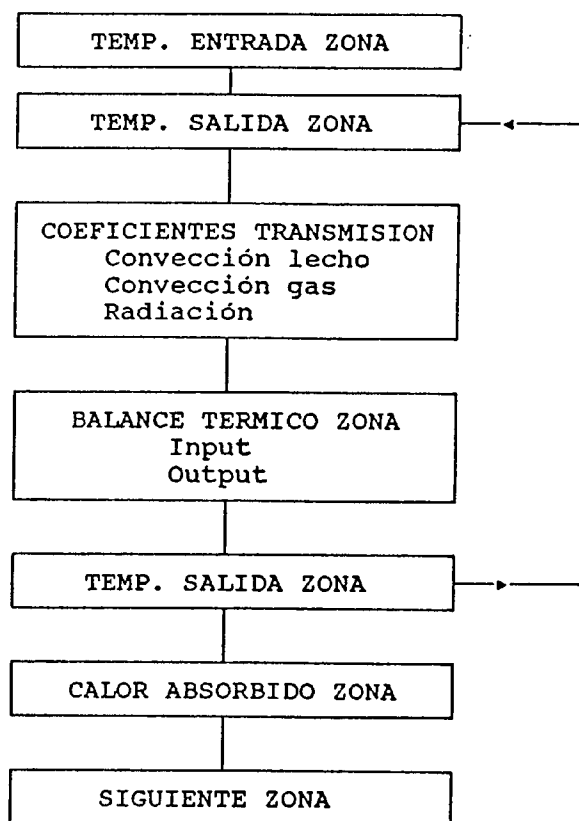 TEMP. ENTRADA ZONA
TEMP. SALIDA ZONA
COEFICIENTES TRANSMISION
Convección lecho
Convección gas
Radiación
BALANCE TERMICO ZONA
Input
Output
TEMP. SALIDA ZONA
CALOR ABSORBIDO ZONA
SIGUIENTE ZONA